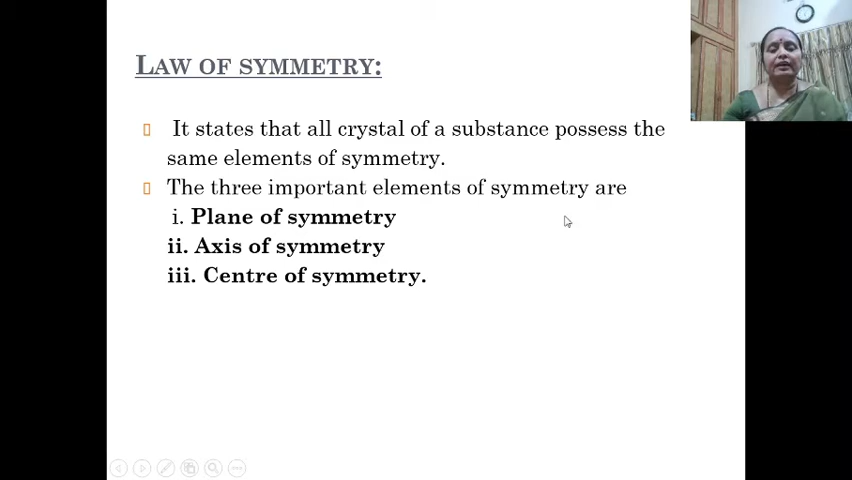 LAW OF SYMMETRY:
It states that all crystal of a substance possess the
same elements of symmetry.
The three important elements of symmetry are
i. Plane of symmetry
ii. Axis of symmetry
iii. Centre of symmetry.